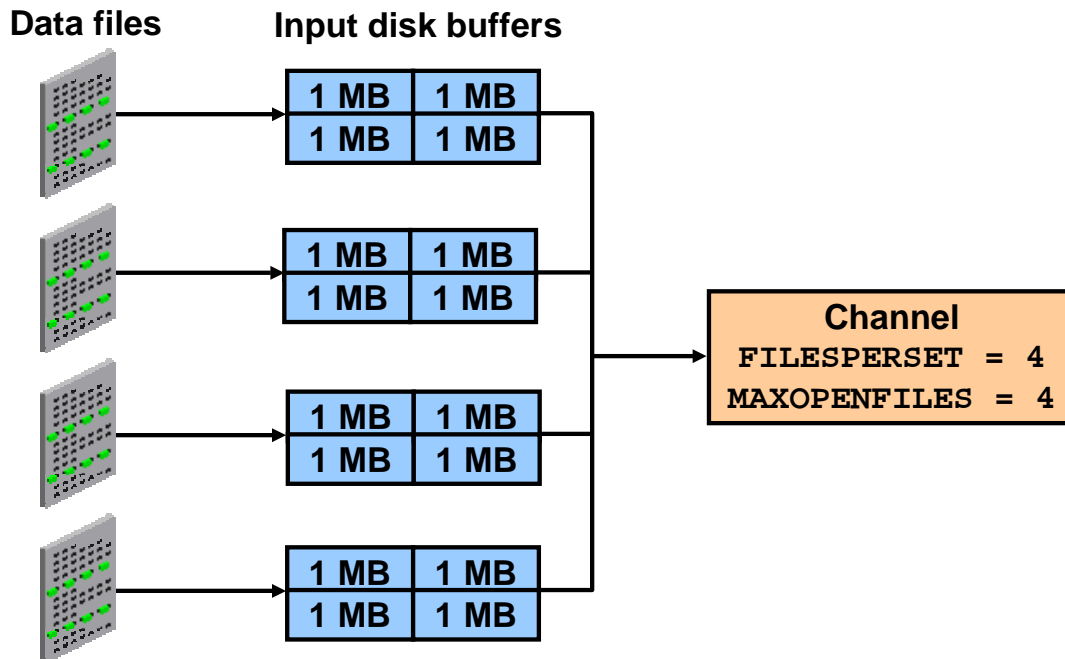 Data files
Input disk buffers
1 MB 1 MB
1 MB 1 MB
1 MB 1 MB
1 MB 1 MB
Channel
FILESPERSET = 4
MAXOPENFILES = 4
1 MB 1 MB
1 MB 1 MB
1 MB 1 MB
1 MB 1 MB